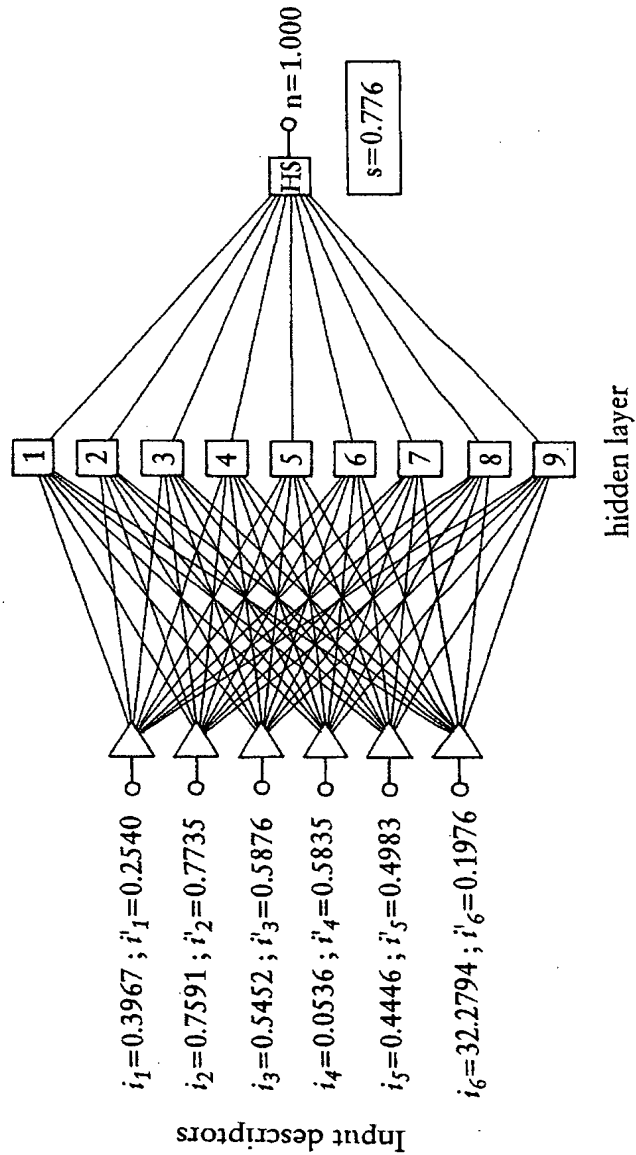 Input descriptors
i1=0.3967 ; i'1=0.2540
i2=0.7591 ; i'2=0.7735
i3=0.5452 ; i'3=0.5876
i4=0.0536 ; i'4=0.5835
i5=0.4446 ; i'5=0.4983
i6=32.2794 ; i'6=0.1976
1
2
3
4
5
6
7
8
9
hidden layer
HS
n=1.000
s=0.776